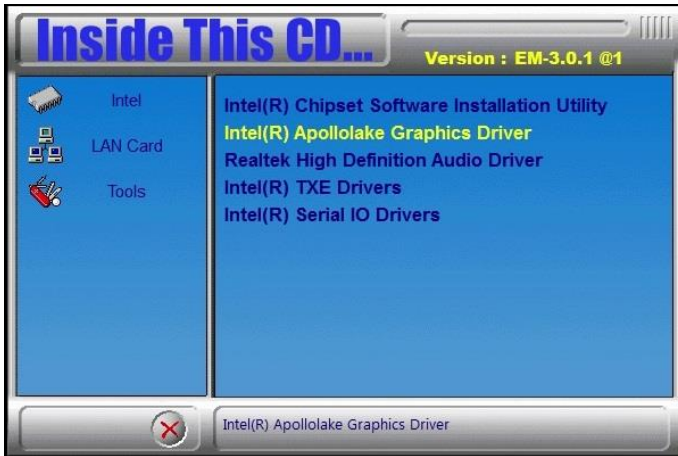 Inside This CD...
Version : EM-3.0.1 @1
Intel
LAN Card
Tools
Intel(R) Chipset Software Installation Utility
Intel(R) Apollolake Graphics Driver
Realtek High Definition Audio Driver
Intel(R) TXE Drivers
Intel(R) Serial IO Drivers
Intel(R) Apollolake Graphics Driver